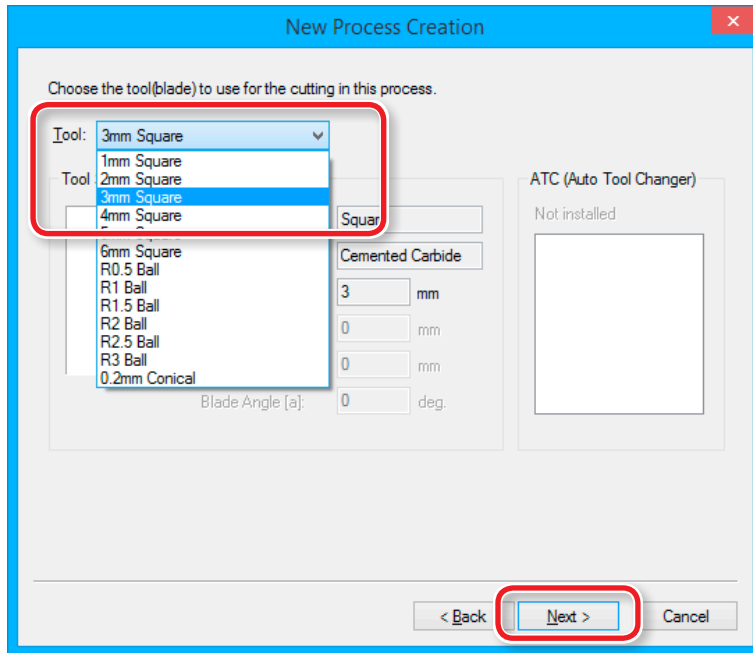 New Process Creation
Choose the tool(blade) to use for the cutting in this process.
Tool: 3mm Square
1mm Square
Tool 2mm Square
3mm Square
4mm Square
6mm Square
R0.5 Ball
R1 Ball
R1.5 Ball
R2 Ball
R2.5 Ball
R3 Ball
0.2mm Conical
Squar
Cemented Carbide
3 mm
0 mm
0 mm
Blade Angle [a]: 0 deg.
ATC (Auto Tool Changer)
Not installed
< Back
Next >
Cancel